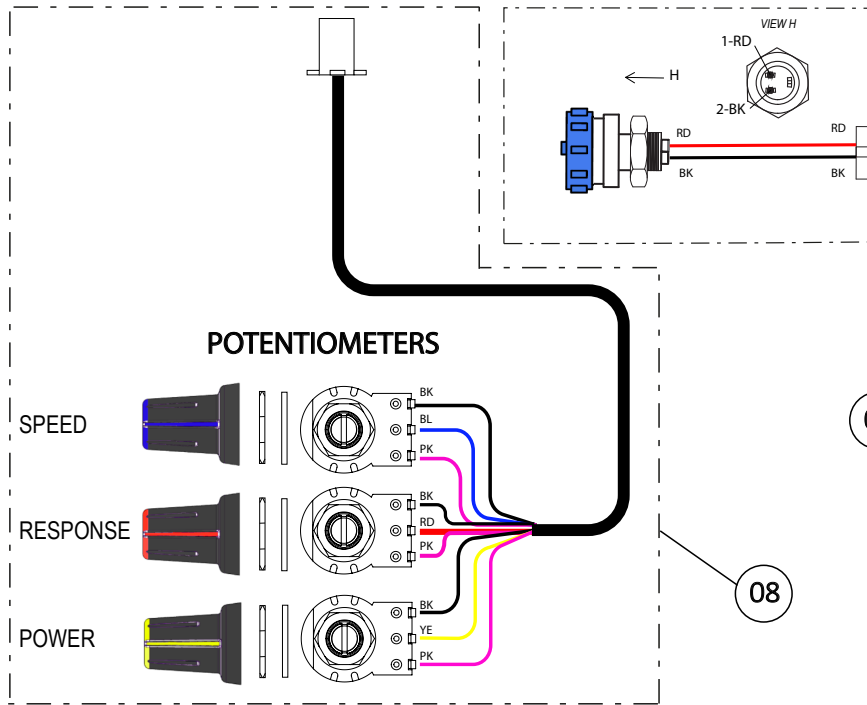 VIEW H
1-RD
H
2-BK
RD
RD
BK
BK
POTENTIOMETERS
SPEED
BK
BL
PK
RESPONSE
BK
RD
PK
08
POWER
BK
YE
PK